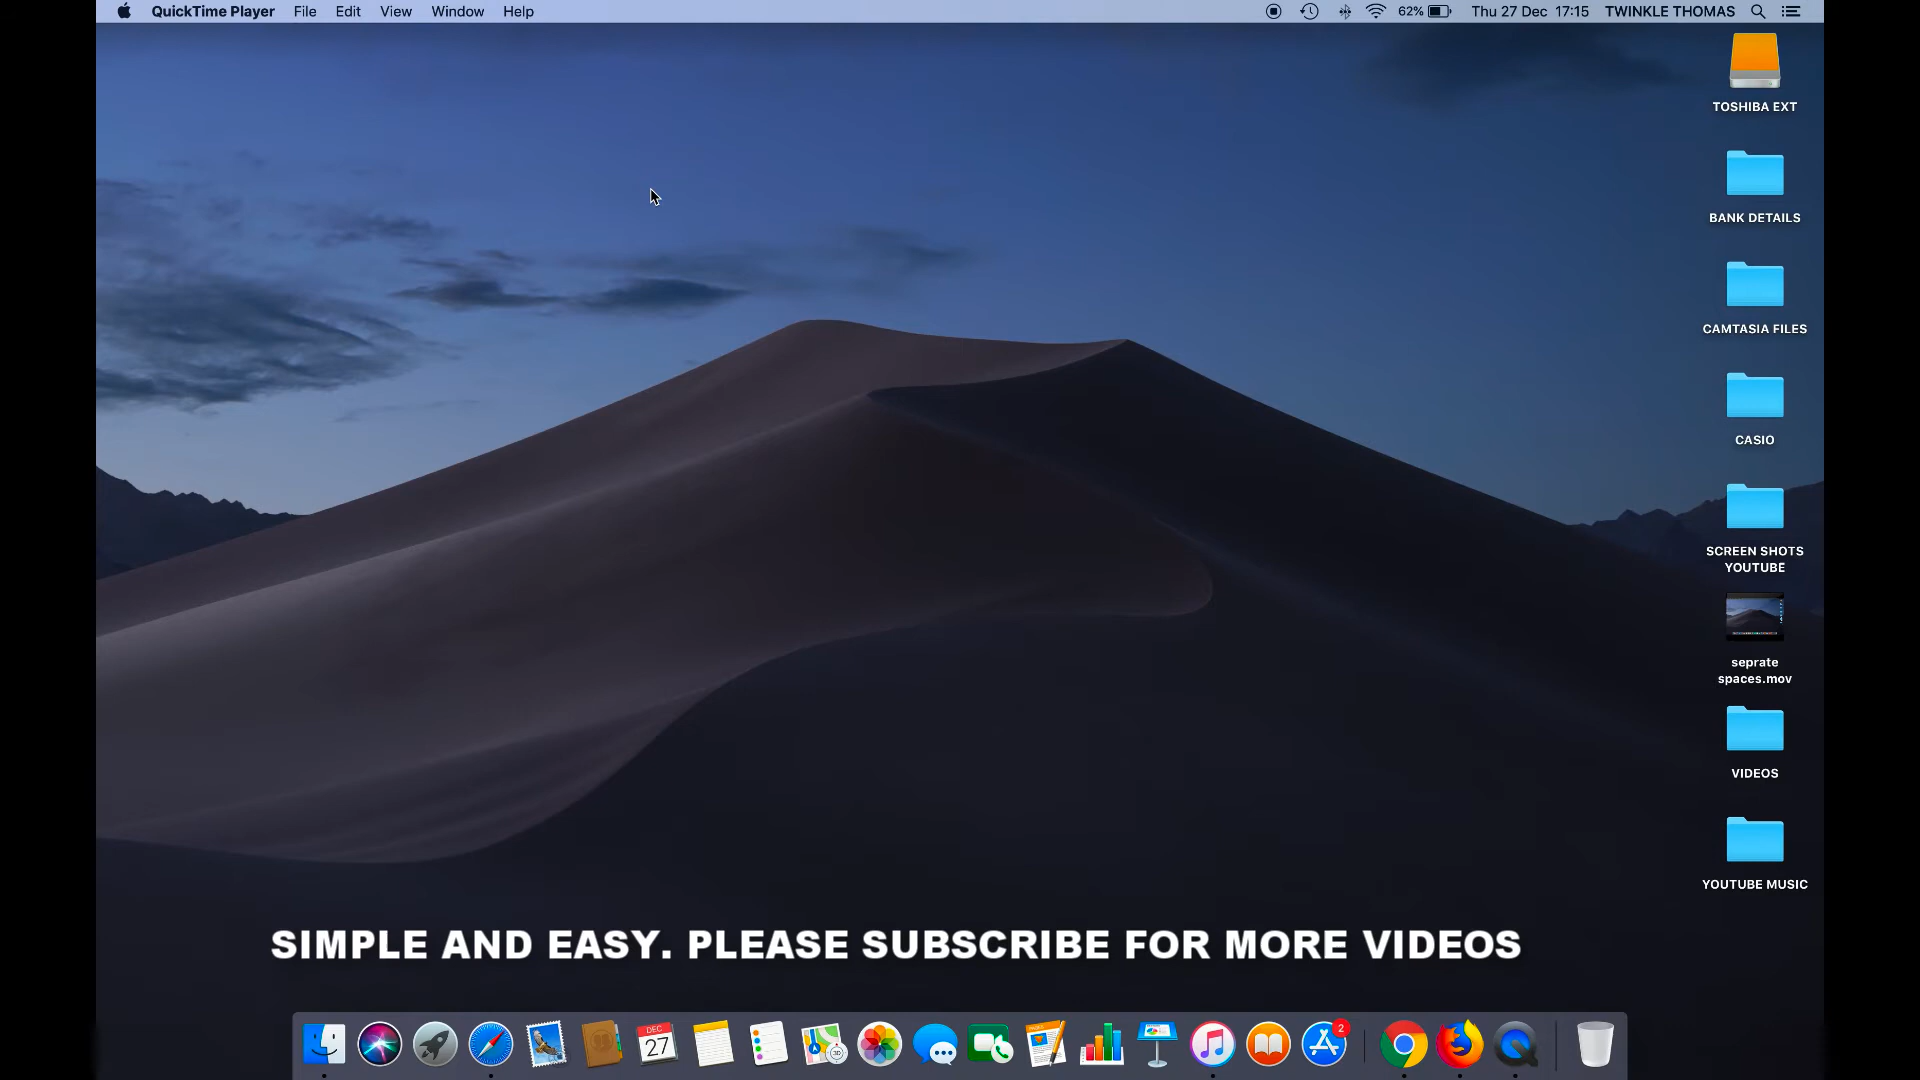 QuickTime Player File Edit View Window Help 62% Thu 27 Dec 17:15 TWINKLE THOMAS
TOSHIBA EXT
BANK DETAILS
CAMTASIA FILES
CASIO
SCREEN SHOTS
YOUTUBE
seprate
spaces.mov
VIDEOS
YOUTUBE MUSIC
SIMPLE AND EASY. PLEASE SUBSCRIBE FOR MORE VIDEOS
DEC
27
3D
PAGES
2